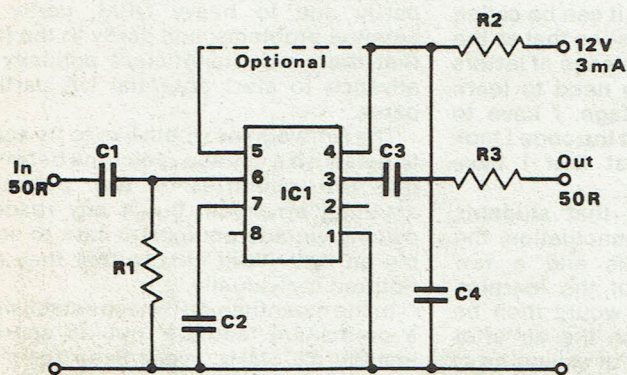 R2
12V
3mA
Optional
C1
In
50R
5 4
6 3
7 2
8 1
IC1
C3
R3
Out
50R
R1
C2
C4